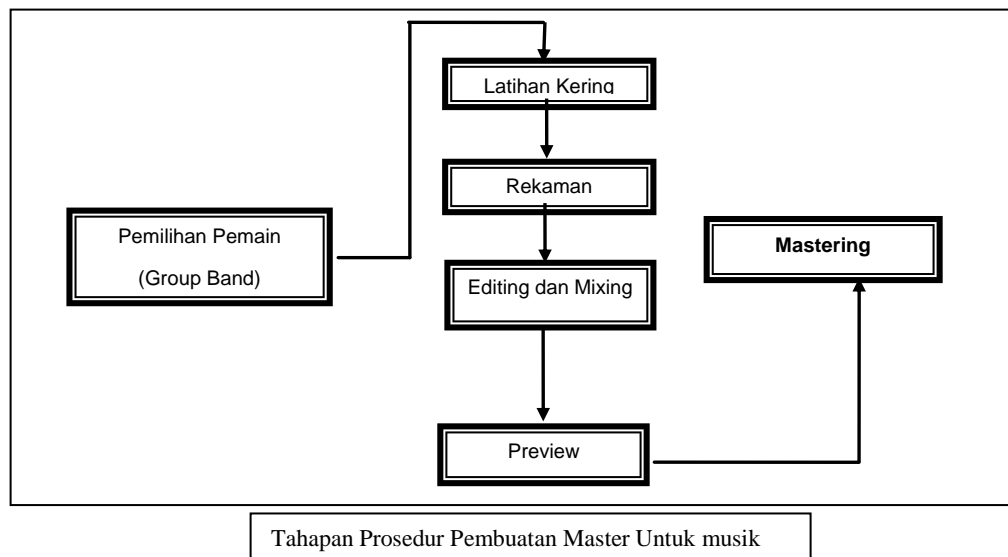 Pemilihan Pemain
(Group Band)
Latihan Kering
Rekaman
Editing dan Mixing
Preview
Mastering
Tahapan Prosedur Pembuatan Master Untuk musik